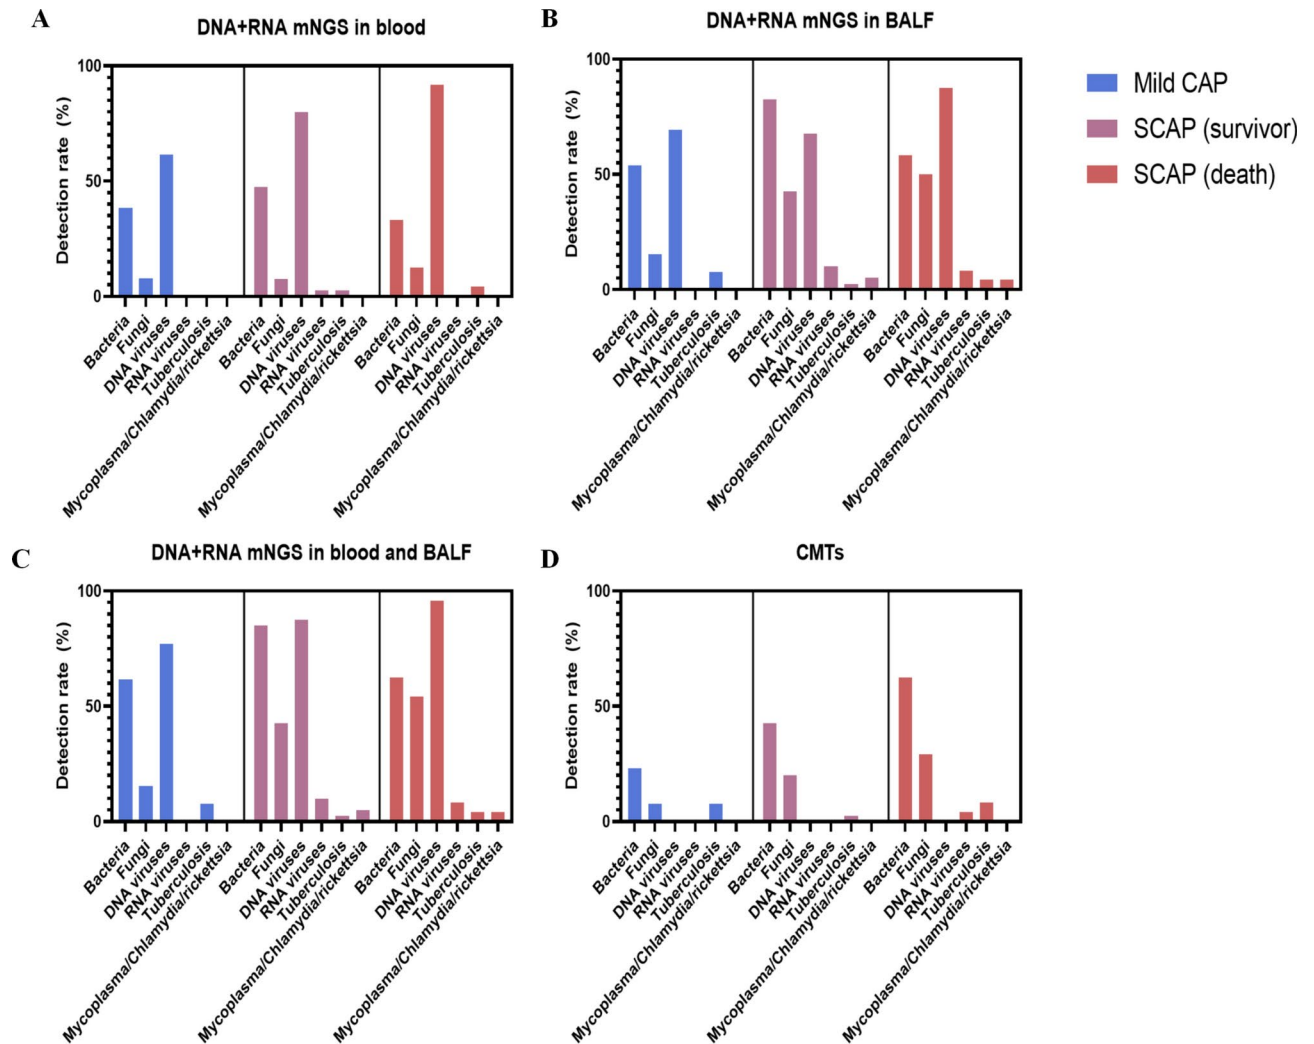 A
DNA+RNA mNGS in blood
Detection rate (%)
100
50
0
Bacteria
Fungi
DNA viruses
RNA viruses
Tuberculosis
Mycoplasma/Chlamydia/rickettsia
Bacteria
Fungi
DNA viruses
RNA viruses
Tuberculosis
Mycoplasma/Chlamydia/rickettsia
Bacteria
Fungi
DNA viruses
RNA viruses
Tuberculosis
Mycoplasma/Chlamydia/rickettsia
B
DNA+RNA mNGS in BALF
Detection rate (%)
100
50
0
Bacteria
Fungi
DNA viruses
RNA viruses
Tuberculosis
Mycoplasma/Chlamydia/rickettsia
Bacteria
Fungi
DNA viruses
RNA viruses
Tuberculosis
Mycoplasma/Chlamydia/rickettsia
Bacteria
Fungi
DNA viruses
RNA viruses
Tuberculosis
Mycoplasma/Chlamydia/rickettsia
Mild CAP
SCAP (survivor)
SCAP (death)
C
DNA+RNA mNGS in blood and BALF
Detection rate (%)
100
50
0
Bacteria
Fungi
DNA viruses
RNA viruses
Tuberculosis
Mycoplasma/Chlamydia/rickettsia
Bacteria
Fungi
DNA viruses
RNA viruses
Tuberculosis
Mycoplasma/Chlamydia/rickettsia
Bacteria
Fungi
DNA viruses
RNA viruses
Tuberculosis
Mycoplasma/Chlamydia/rickettsia
D
CMTs
Detection rate (%)
100
50
0
Bacteria
Fungi
DNA viruses
RNA viruses
Tuberculosis
Mycoplasma/Chlamydia/rickettsia
Bacteria
Fungi
DNA viruses
RNA viruses
Tuberculosis
Mycoplasma/Chlamydia/rickettsia
Bacteria
Fungi
DNA viruses
RNA viruses
Tuberculosis
Mycoplasma/Chlamydia/rickettsia